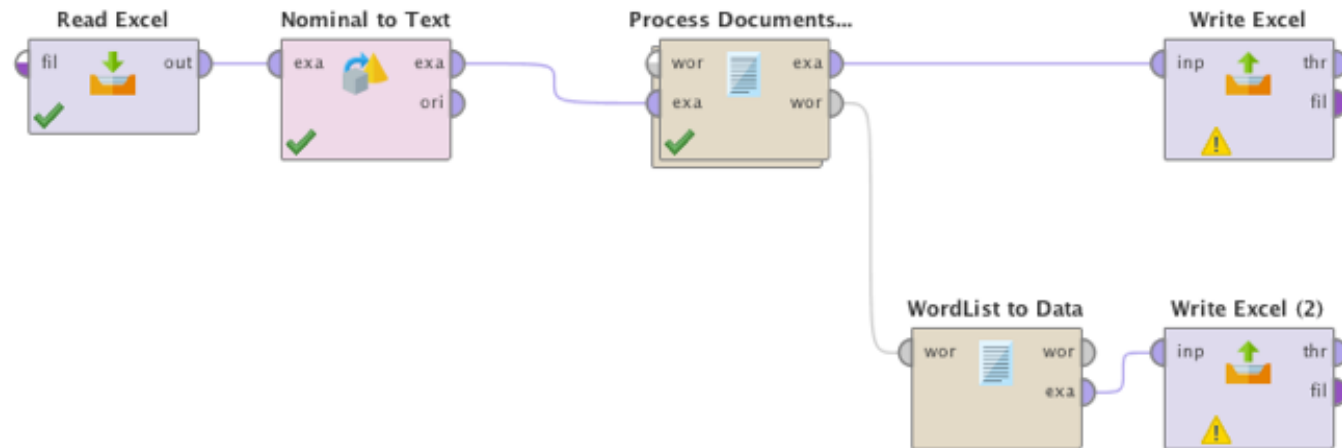 Read Excel
Nominal to Text
Process Documents...
Write Excel
fil out
exa exa
ori
wor exa
exa wor
inp thr
fil
WordList to Data
Write Excel (2)
wor wor
exa
inp thr
fil